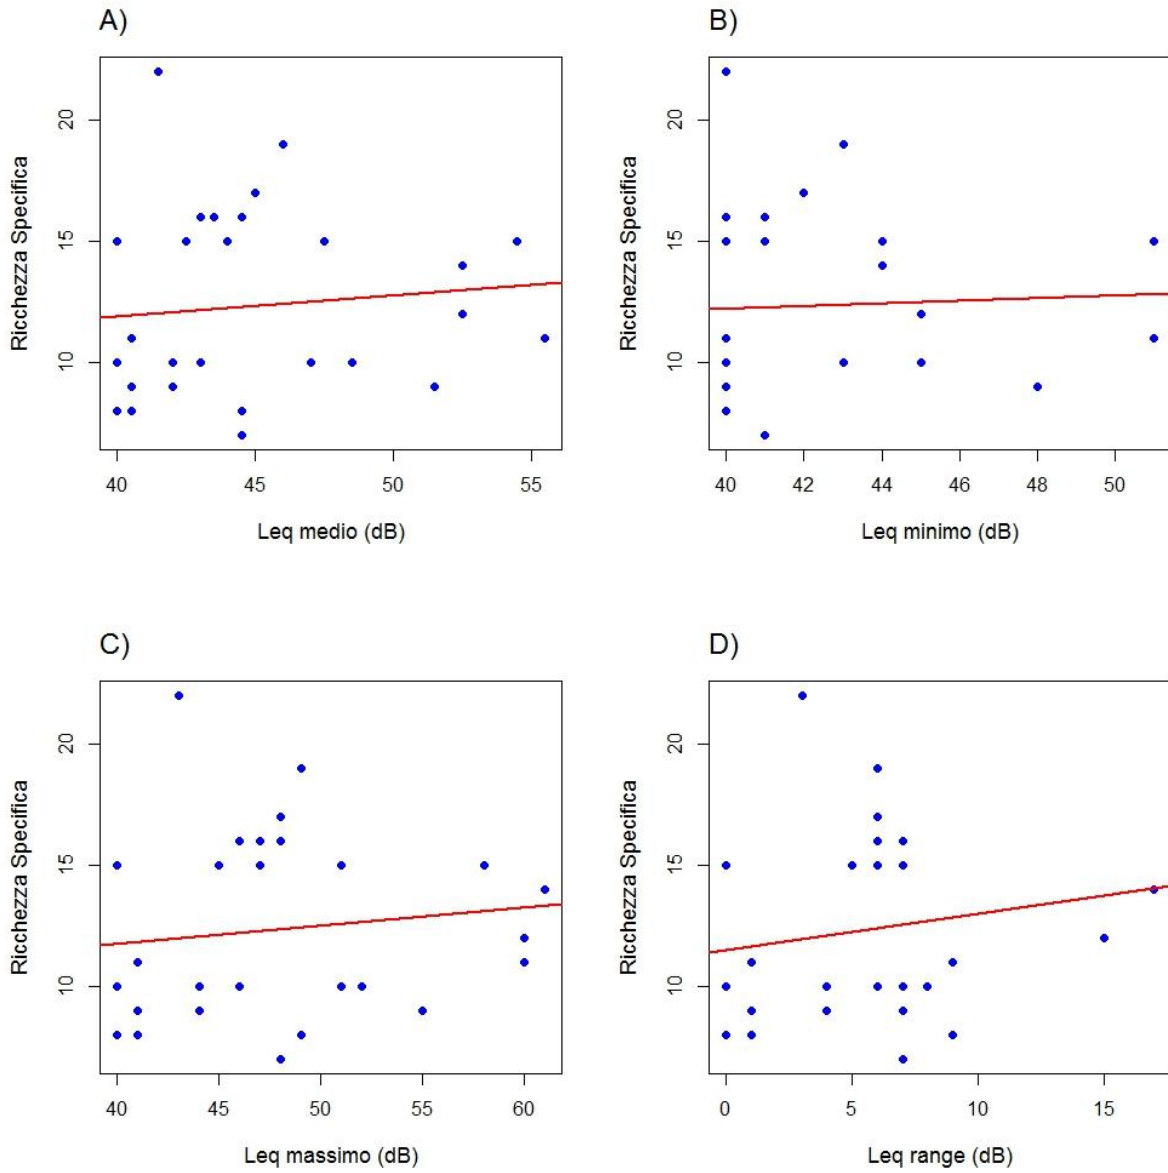 A)
Ricchezza Specifica
20
15
10
40 45 50 55
Leq medio (dB)
B)
Ricchezza Specifica
20
15
10
40 42 44 46 48 50
Leq minimo (dB)
C)
Ricchezza Specifica
20
15
10
40 45 50 55 60
Leq massimo (dB)
D)
Ricchezza Specifica
20
15
10
0 5 10 15
Leq range (dB)